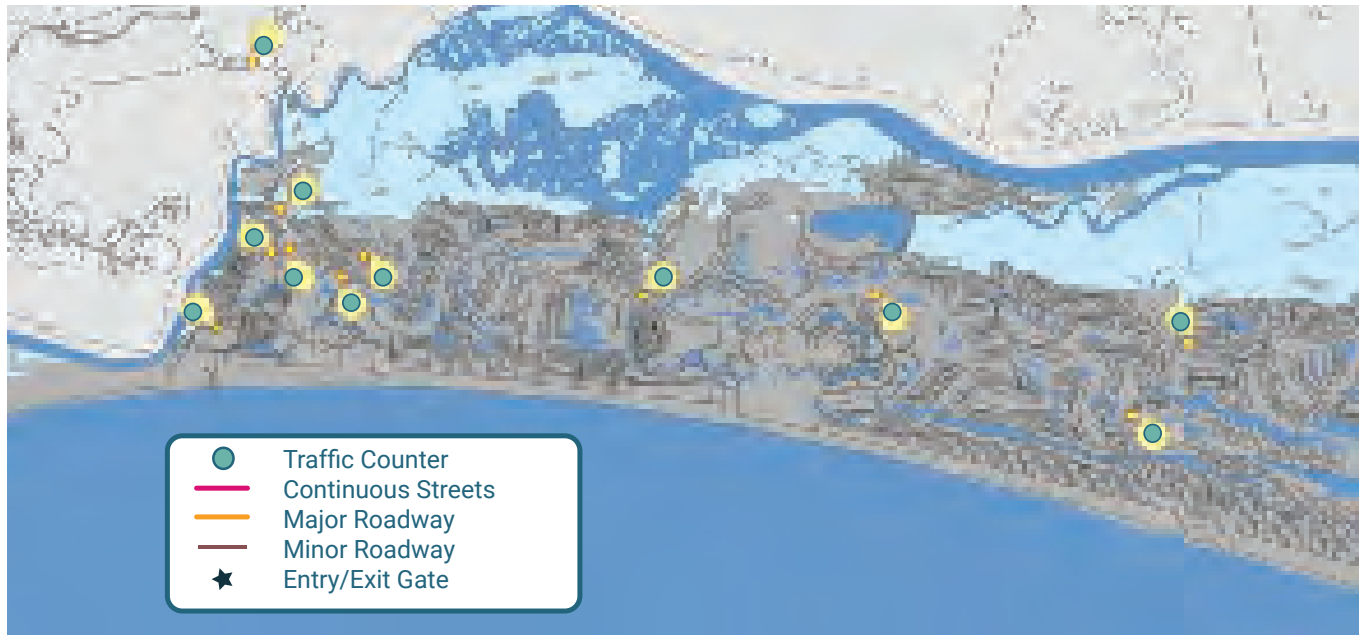 Traffic Counter
Continuous Streets
Major Roadway
Minor Roadway
Entry/Exit Gate